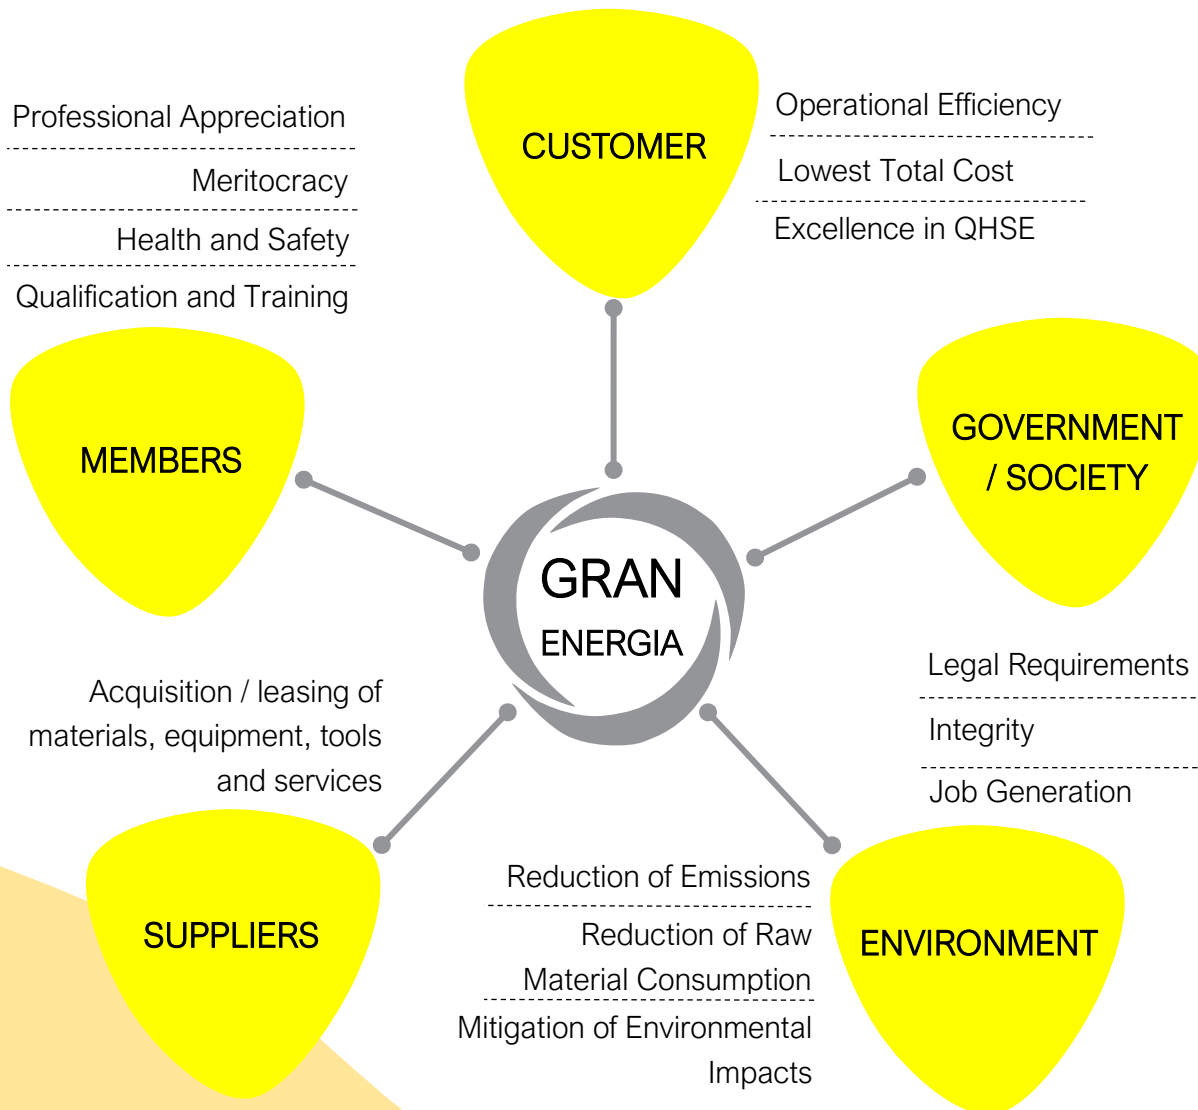 CUSTOMER
Operational Efficiency
Lowest Total Cost
Excellence in QHSE
Professional Appreciation
Meritocracy
Health and Safety
Qualification and Training
MEMBERS
GOVERNMENT
/ SOCIETY
GRAN
ENERGIA
Legal Requirements
Integrity
Job Generation
Acquisition / leasing of
materials, equipment, tools
and services
SUPPLIERS
Reduction of Emissions
Reduction of Raw
Material Consumption
Mitigation of Environmental
Impacts
ENVIRONMENT